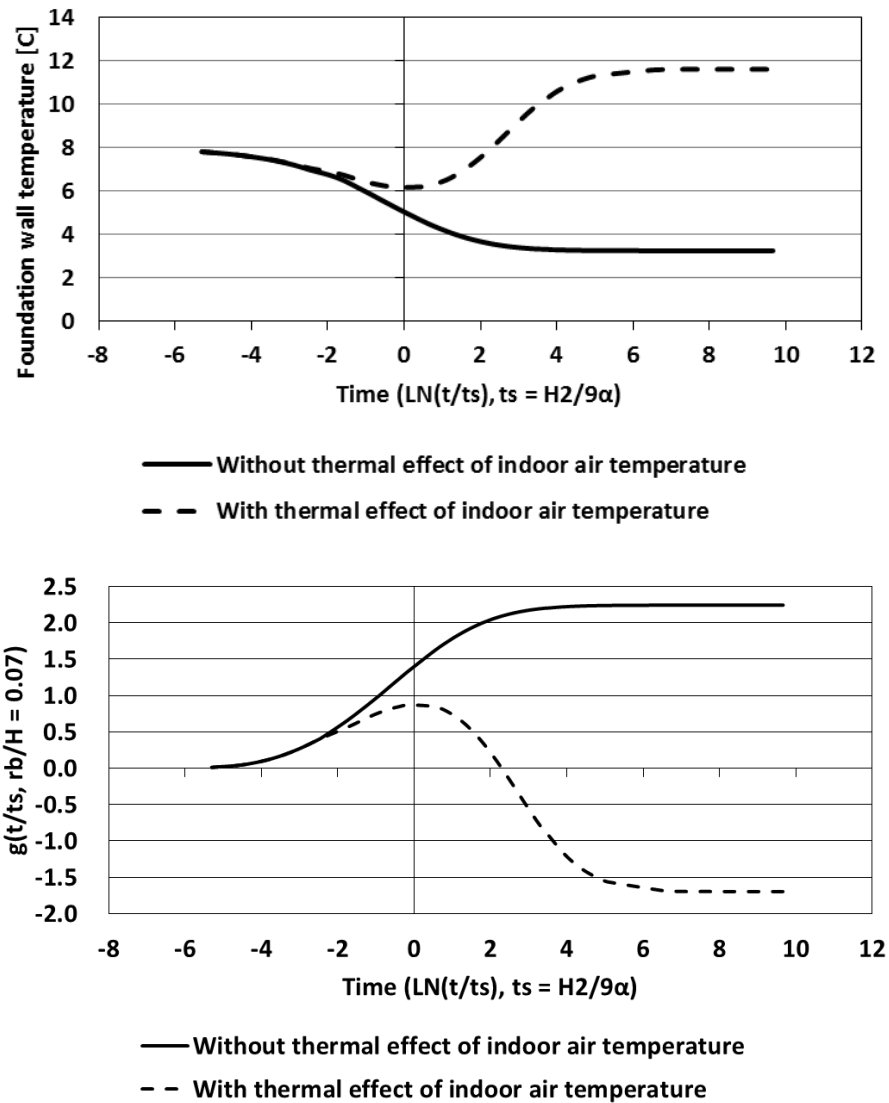 Foundation wall temperature [C]
14
12
10
8
6
4
2
0
-8 -6 -4 -2 0 2 4 6 8 10 12
Time (LN(t/ts), ts = H2/9α)
Without thermal effect of indoor air temperature
With thermal effect of indoor air temperature
g(t/ts, rb/H = 0.07)
2.5
2.0
1.5
1.0
0.5
0.0
-0.5
-1.0
-1.5
-2.0
-8 -6 -4 -2 0 2 4 6 8 10 12
Time (LN(t/ts), ts = H2/9α)
Without thermal effect of indoor air temperature
With thermal effect of indoor air temperature